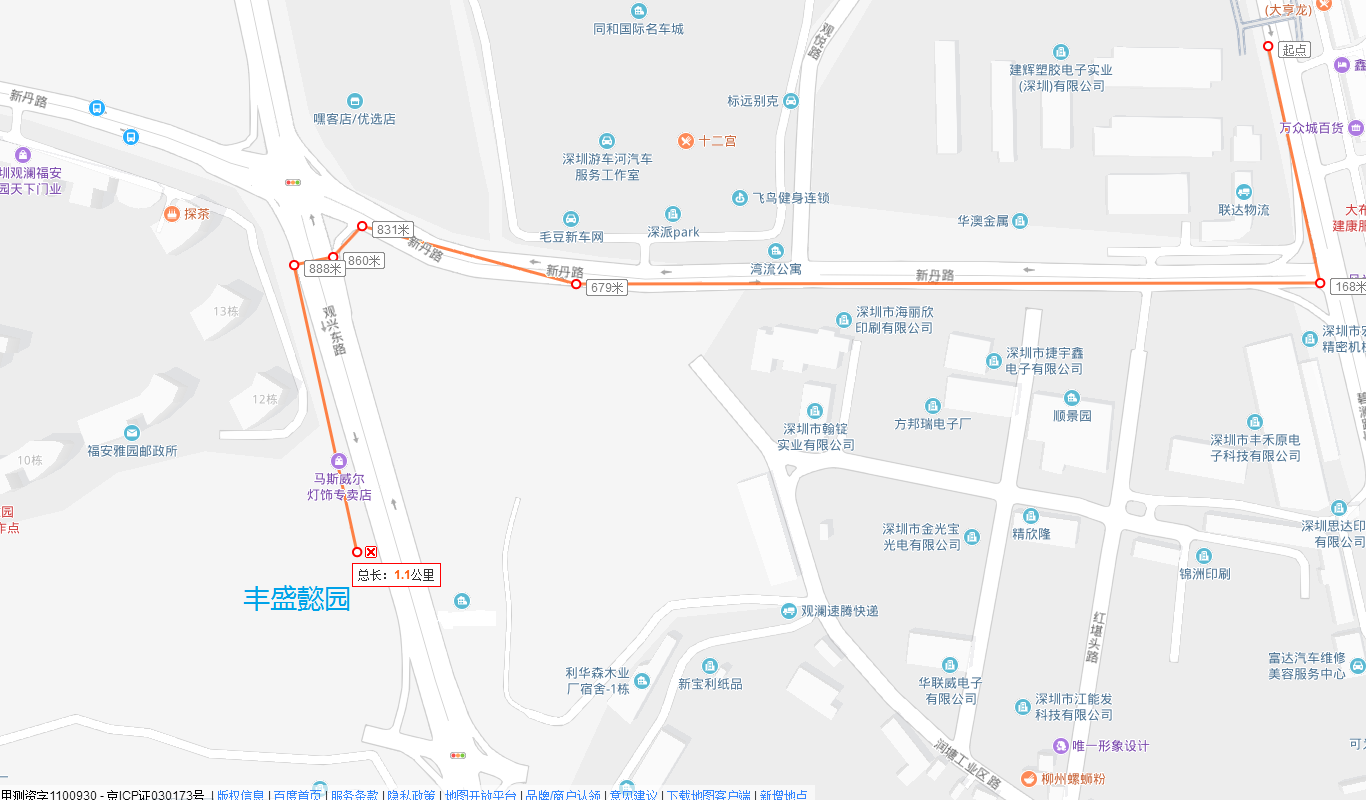 (大享龙)
同和国际名车城
观悦路
起点
建辉塑胶电子实业
(深圳)有限公司
鑫
新丹路
标远别克
嘿客店/优选店
万众城百货
十二宫
深圳游车河汽车
服务工作室
圳观澜福安
园天下门业
飞鸟健身连锁
联达物流
探茶
大布
建康服
华澳金属
831米
毛豆新车网
深派park
新丹路
860米
888米
新丹路
湾流公寓
新丹路
679米
168米
13栋
观兴东路
深圳市海丽欣
印刷有限公司
深圳市宏
精密机械
深圳市捷宇鑫
电子有限公司
12栋
顺景园
方邦瑞电子厂
深圳市翰锭
实业有限公司
深圳市丰禾原电
子科技有限公司
福安雅园邮政所
10栋
马斯威尔
灯饰专卖店
园
作点
深圳市金光宝
光电有限公司
精欣隆
深圳思达印
有限公司
锦洲印刷
总长：1.1公里
丰盛懿园
观澜速腾快递
红堪头路
利华森木业
厂宿舍-1栋
新宝利纸品
华联威电子
有限公司
富达汽车维修
美容服务中心
深圳市江能发
科技有限公司
唯一形象设计
可为
润塘工业区路
柳州螺蛳粉
甲测资字1100930 - 京ICP证030173号 | 版权信息 | 百度首页 | 服务条款 | 隐私政策 | 地图开放平台 | 品牌/商户认领 | 意见建议 | 下载地图客户端 | 新增地点